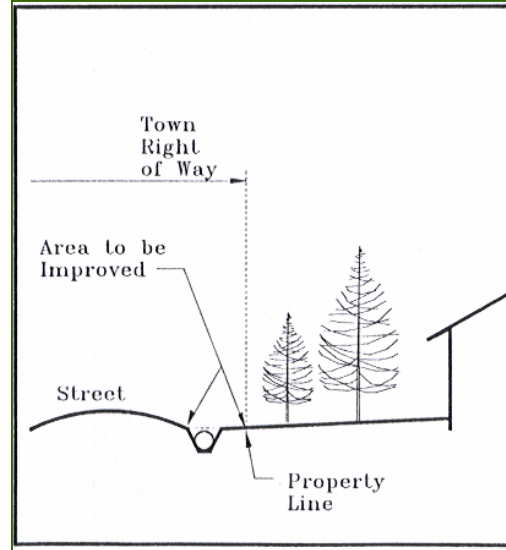 Town
Right
of Way
Area to be
Improved
Street
Property
Line